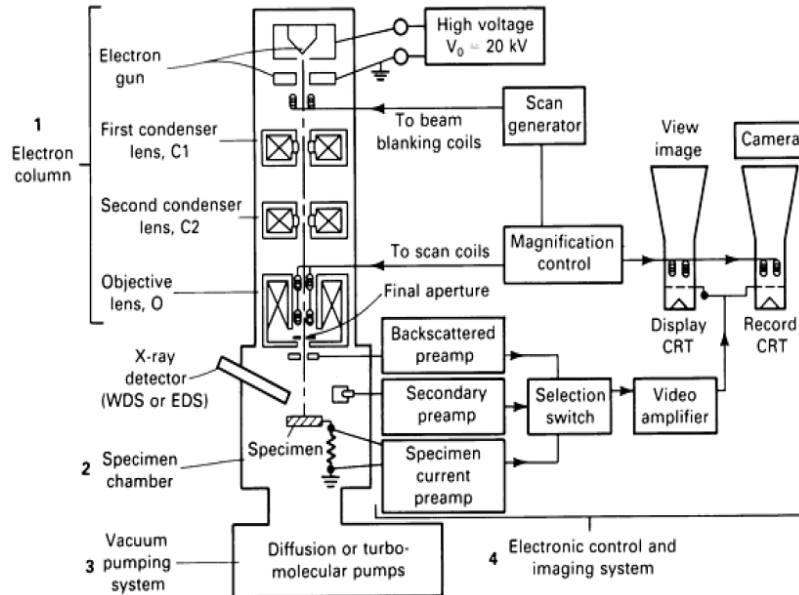 Electron
gun
High voltage
V₀ = 20 kV
1
Electron
column
First condenser
lens, C1
To beam
blanking coils
Scan
generator
View
image
Camera
Second condenser
lens, C2
To scan coils
Magnification
control
Objective
lens, O
Final aperture
Display
CRT
Record
CRT
X-ray
detector
(WDS or EDS)
Backscattered
preamp
Secondary
preamp
Selection
switch
Video
amplifier
Specimen
Specimen
current
preamp
2 Specimen
chamber
3 Vacuum
pumping
system
Diffusion or turbo-
molecular pumps
4 Electronic control and
imaging system